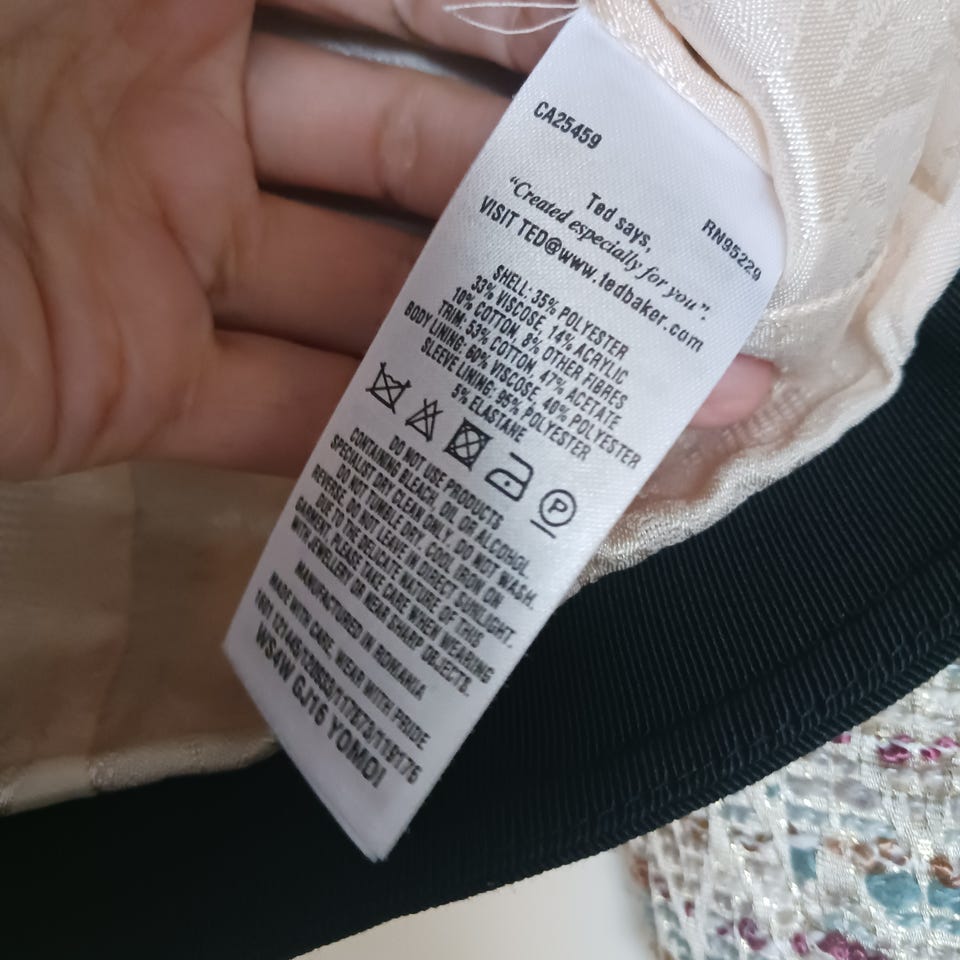 CA25459
RN95229
Ted says,
"Created especially for you".
VISIT TED@www.tedbaker.com
SHELL: 35% POLYESTER
33% VISCOSE, 14% ACRYLIC
10% COTTON, 8% OTHER FIBRES
TRIM: 53% COTTON, 47% ACETATE
BODY LINING: 60% VISCOSE, 40% POLYESTER
SLEEVE LINING: 95% POLYESTER
5% ELASTANE
P
DO NOT USE PRODUCTS
CONTAINING BLEACH, OIL OF ALCOHOL.
SPECIALIST DRY CLEAN ONLY, DO NOT WASH.
DO NOT TUMBLE DRY, COOL IRON ON
REVERSE. DO NOT LEAVE IN DIRECT SUNLIGHT.
DUE TO THE DELICATE NATURE OF THIS
GARMENT, PLEASE TAKE CARE WHEN WEARING
WITH JEWELLERY OR NEAR SHARP OBJECTS.
MANUFACTURED IN ROMANIA
MADE WITH CARE. WEAR WITH PRIDE
WS4W GJ16 YOMOI